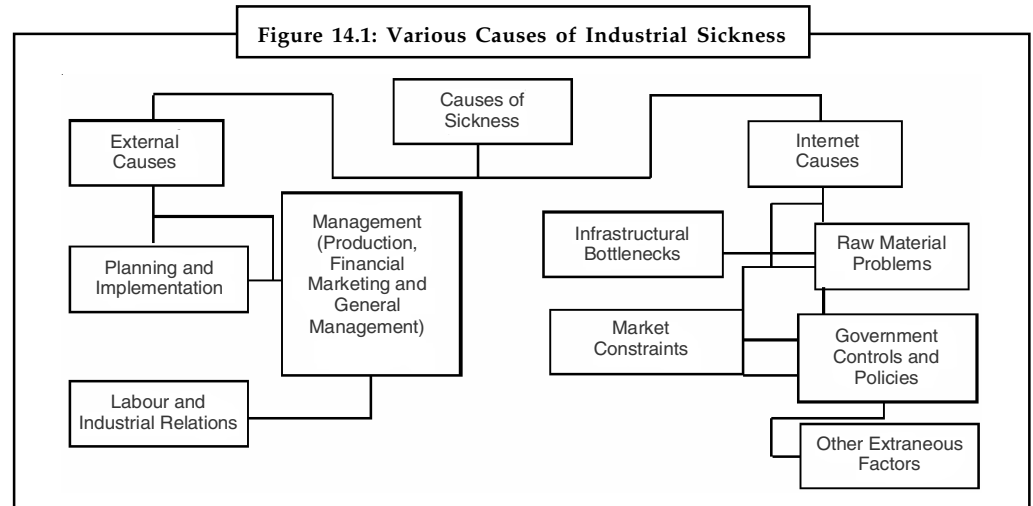 Figure 14.1: Various Causes of Industrial Sickness
Causes of
Sickness
External
Causes
Internet
Causes
Management
(Production,
Financial
Marketing and
General
Management)
Planning and
Implementation
Labour and
Industrial Relations
Infrastructural
Bottlenecks
Raw Material
Problems
Market
Constraints
Government
Controls and
Policies
Other Extraneous
Factors